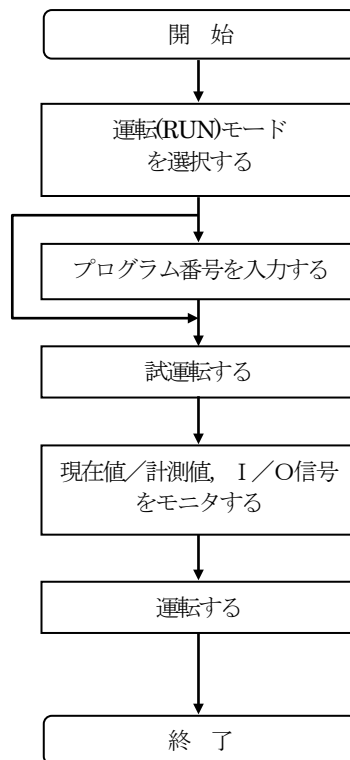 開　始
運転(RUN)モード
を選択する
プログラム番号を入力する
試運転する
現在値／計測値，Ｉ／Ｏ信号
をモニタする
運転する
終　了